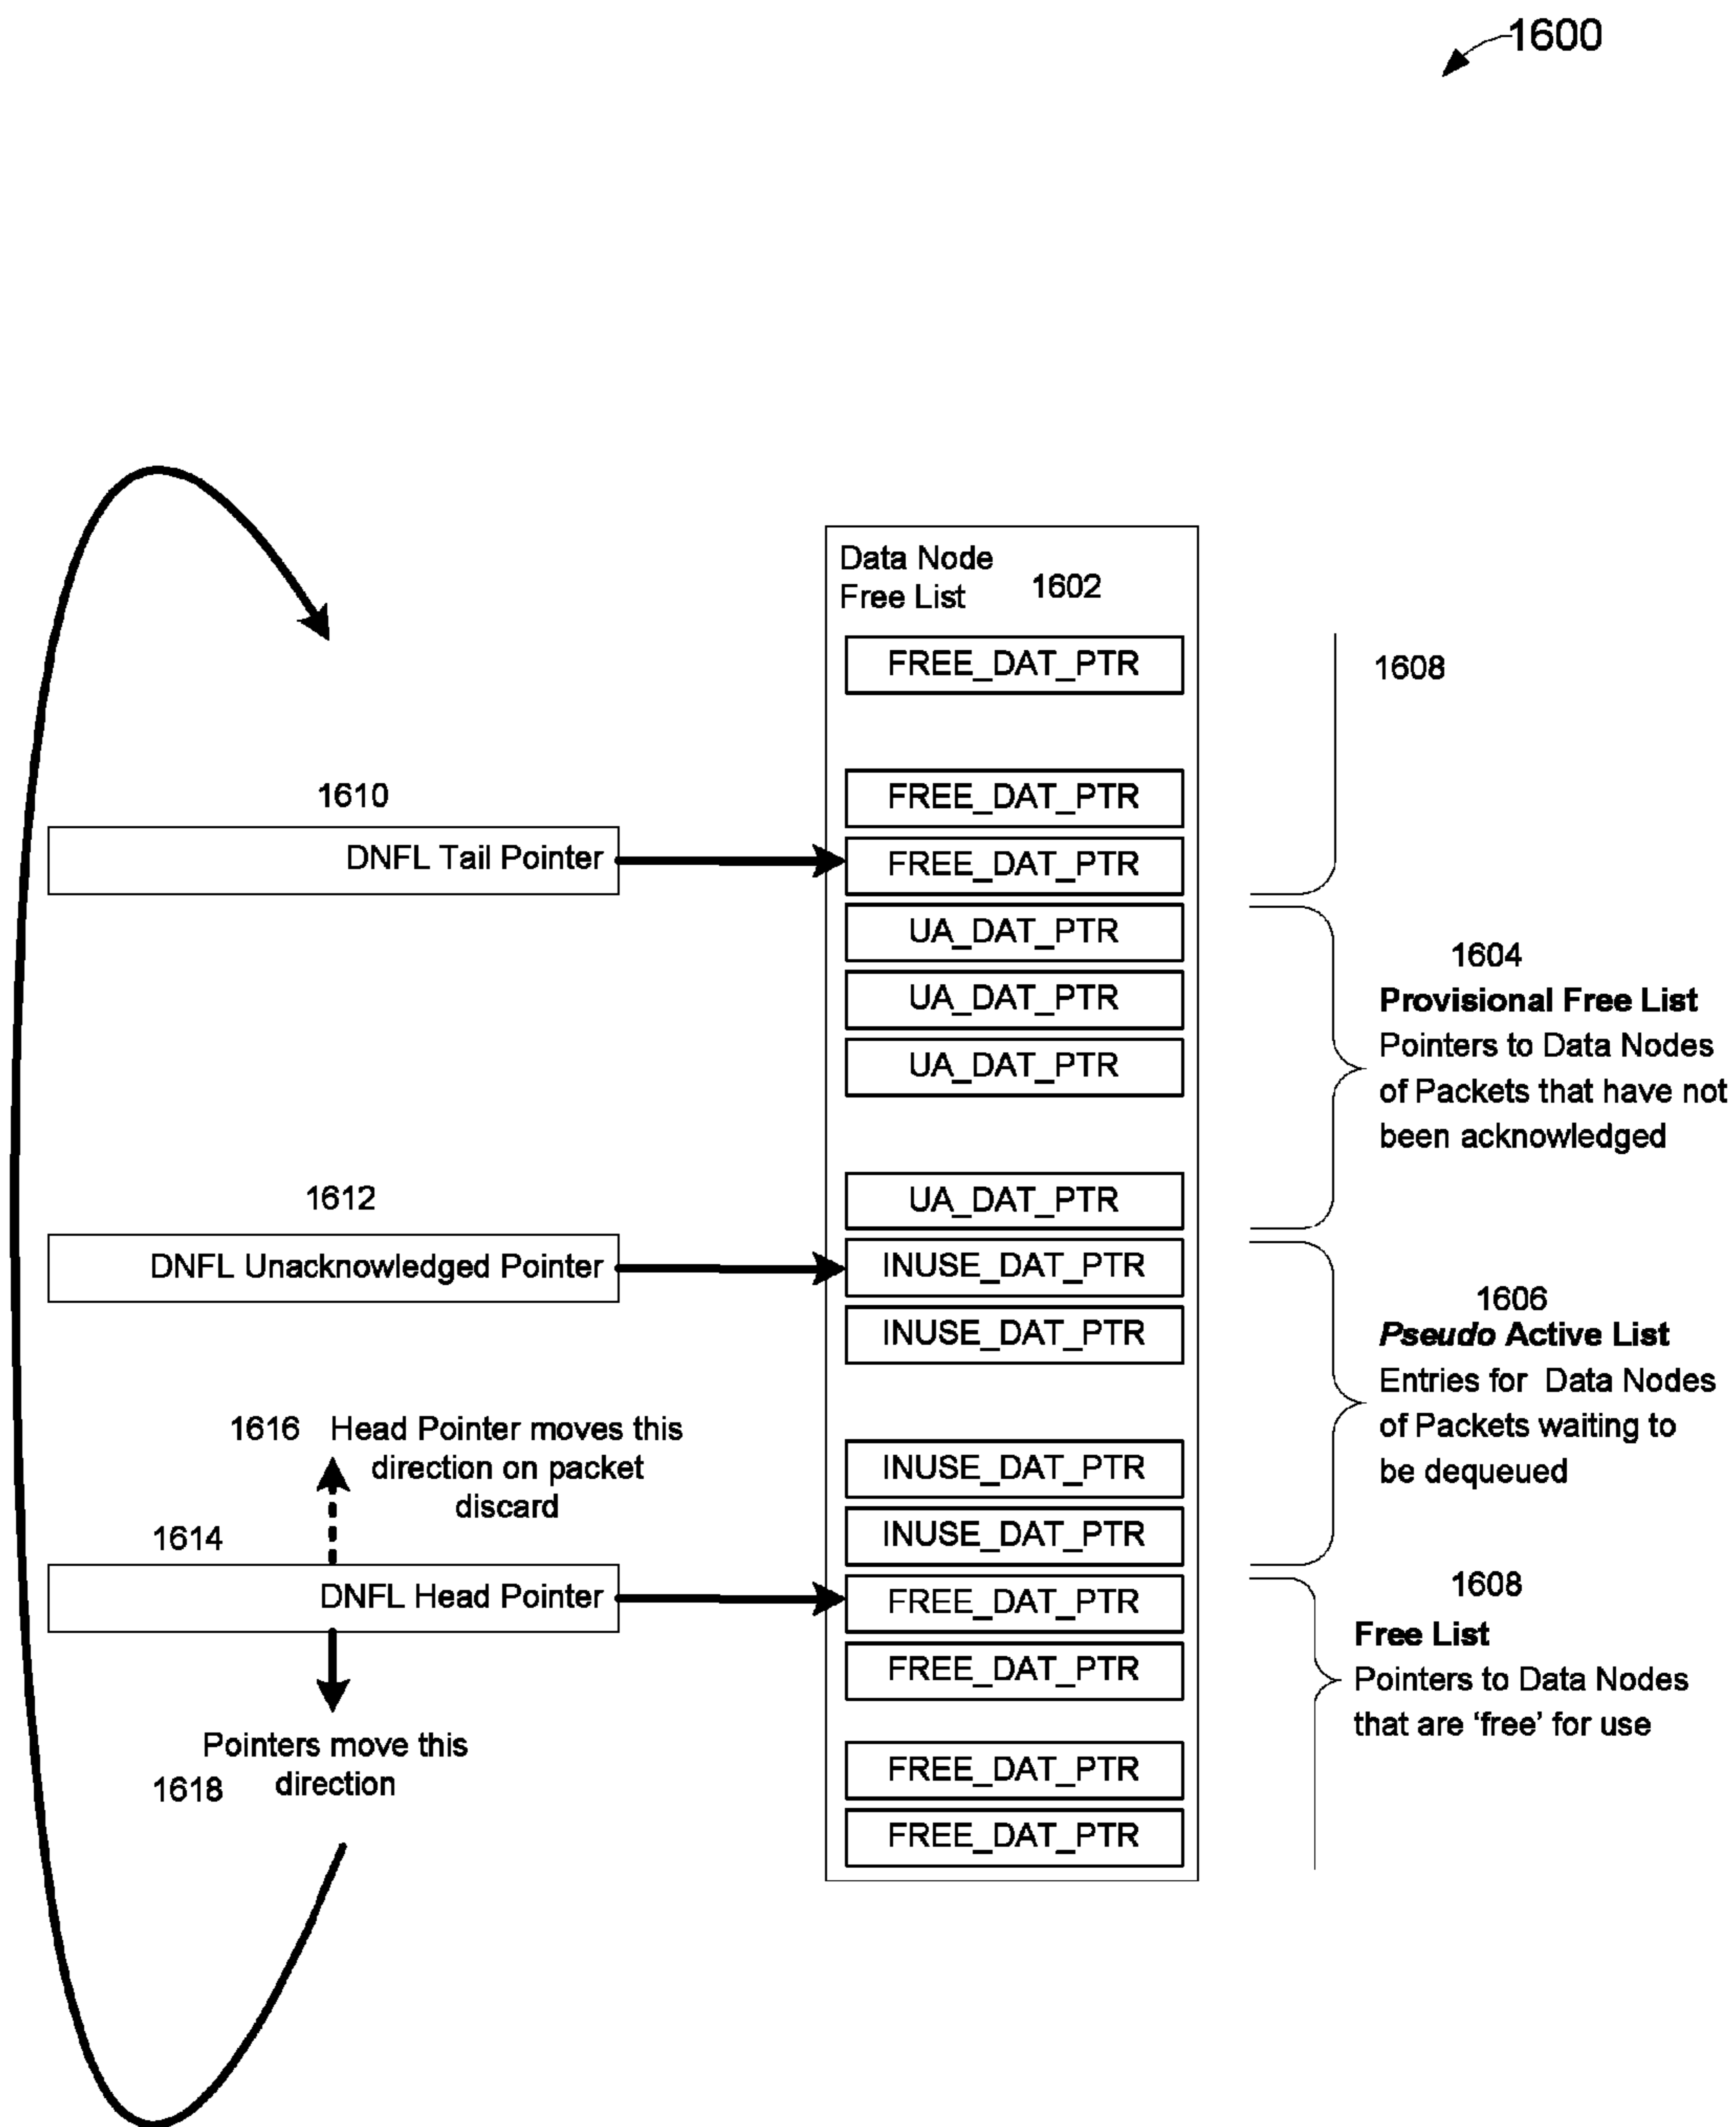 1600
Data Node
Free List 1602
FREE_DAT_PTR
1608
1610
FREE_DAT_PTR
DNFL Tail Pointer
FREE_DAT_PTR
UA_DAT_PTR
UA_DAT_PTR
UA_DAT_PTR
1604
Provisional Free List
Pointers to Data Nodes
of Packets that have not
been acknowledged
1612
UA_DAT_PTR
DNFL Unacknowledged Pointer
INUSE_DAT_PTR
INUSE_DAT_PTR
1606
Pseudo Active List
Entries for Data Nodes
of Packets waiting to
be dequeued
1616 Head Pointer moves this
direction on packet
discard
INUSE_DAT_PTR
INUSE_DAT_PTR
1614
DNFL Head Pointer
FREE_DAT_PTR
FREE_DAT_PTR
1608
Free List
Pointers to Data Nodes
that are ‘free’ for use
Pointers move this
1618 direction
FREE_DAT_PTR
FREE_DAT_PTR